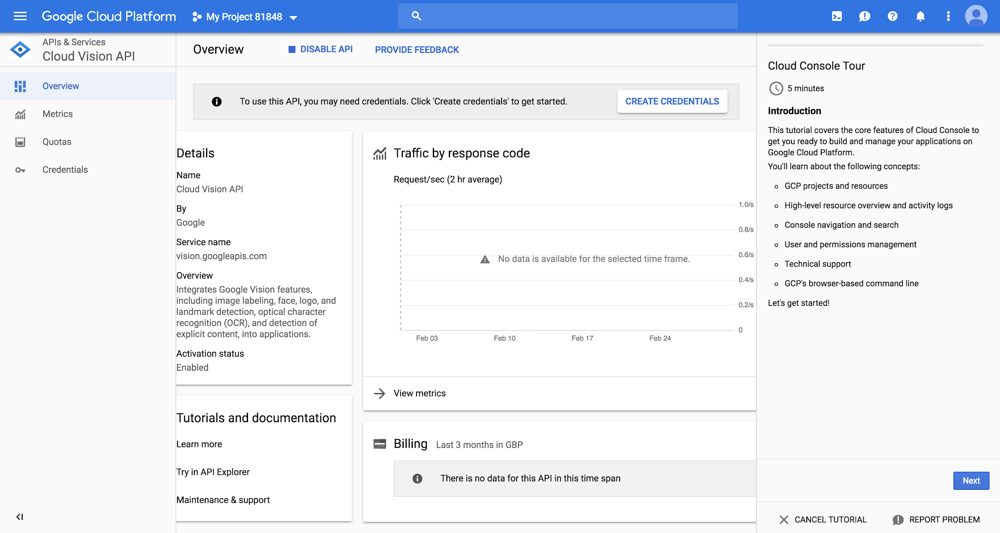 Google Cloud Platform
My Project 81848
APIs & Services
Cloud Vision API
Overview
Metrics
Quotas
Credentials
Overview
DISABLE API
PROVIDE FEEDBACK
To use this API, you may need credentials. Click 'Create credentials' to get started.
CREATE CREDENTIALS
Details
Name
Cloud Vision API
By
Google
Service name
vision.googleapis.com
Overview
Integrates Google Vision features,
including image labeling, face, logo, and
landmark detection, optical character
recognition (OCR), and detection of
explicit content, into applications.
Activation status
Enabled
Tutorials and documentation
Learn more
Try in API Explorer
Maintenance & support
Traffic by response code
Request/sec (2 hr average)
1.0/s
0.8/s
0.6/s
No data is available for the selected time frame.
0.4/s
0.2/s
0
Feb 03
Feb 10
Feb 17
Feb 24
View metrics
Billing
Last 3 months in GBP
There is no data for this API in this time span
Cloud Console Tour
5 minutes
Introduction
This tutorial covers the core features of Cloud Console to
get you ready to build and manage your applications on
Google Cloud Platform.
You'll learn about the following concepts:
GCP projects and resources
High-level resource overview and activity logs
Console navigation and search
User and permissions management
Technical support
GCP's browser-based command line
Let's get started!
Next
CANCEL TUTORIAL
REPORT PROBLEM